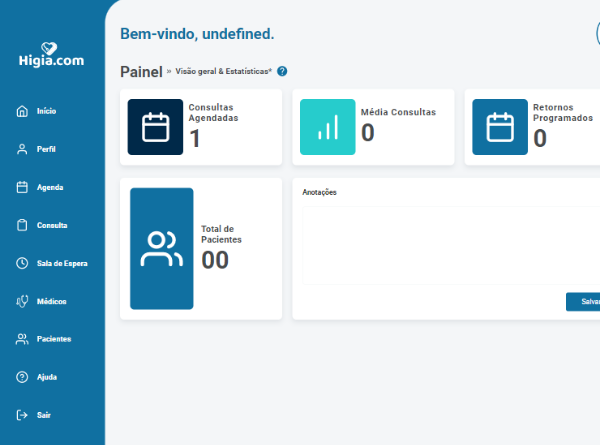 Higia.com
Início
Perfil
Agenda
Consulta
Sala de Espera
Médicos
Pacientes
Ajuda
Sair
Bem-vindo, undefined.
Painel » Visão geral & Estatísticas* ?
Consultas
Agendadas
1
Média Consultas
0
Retornos
Programados
0
Total de
Pacientes
00
Anotações
Salvar